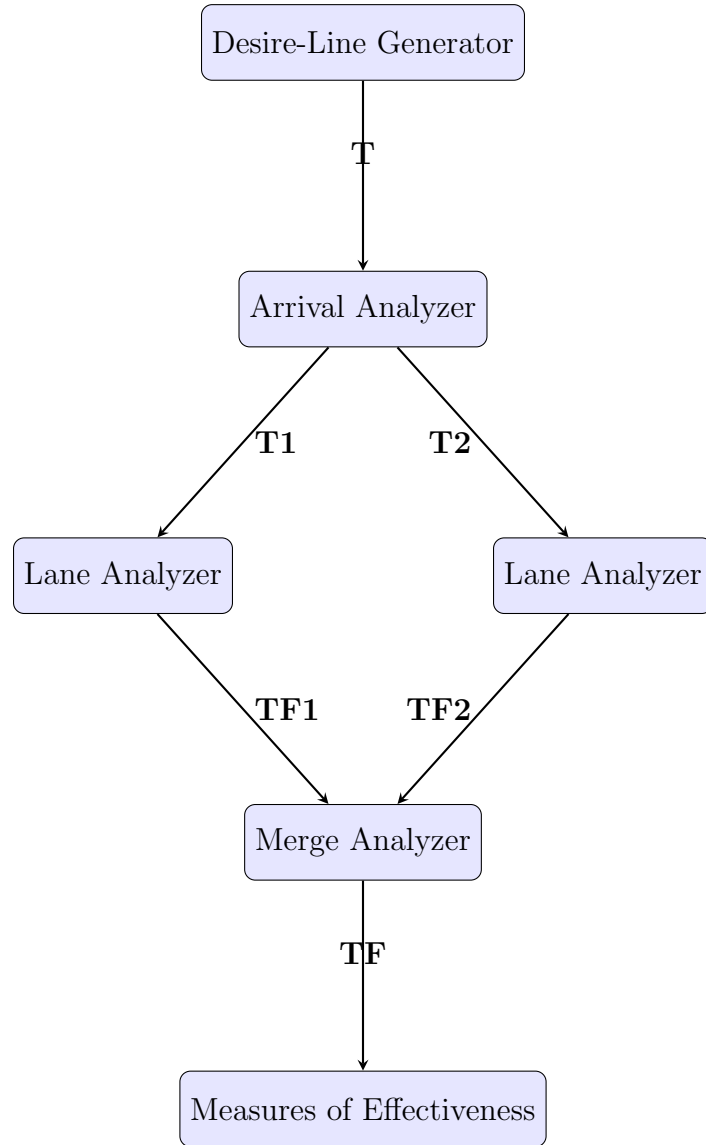 Desire-Line Generator
T
Arrival Analyzer
T1
T2
Lane Analyzer
Lane Analyzer
TF1
TF2
Merge Analyzer
TF
Measures of Effectiveness